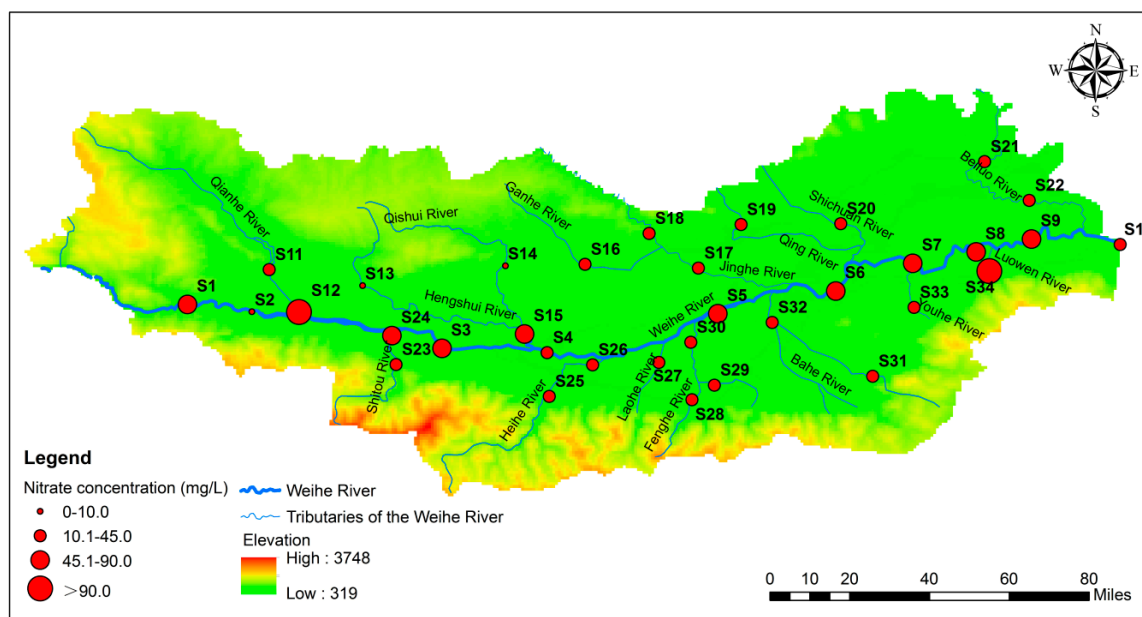 N
W E
S
S21
Beiluo River
S22
S9
S1
S8
Luowen River
S34
S7
S33
Youhe River
Shichuan River
S20
S19
Qing River
S6
S18
S17
Jinghe River
S5
Weihe River
S32
S30
Bahe River
S31
S29
S28
Fenghe River
S27
Laohe River
Ganhe River
S16
Qishui River
S14
S13
Hengshui River
S15
S4
S26
S25
Heihe River
S3
S24
S23
Shitou River
Qianhe River
S11
S12
S2
S1
Legend
Nitrate concentration (mg/L)
0-10.0
10.1-45.0
45.1-90.0
>90.0
Weihe River
Tributaries of the Weihe River
Elevation
High : 3748
Low : 319
0 10 20 40 60 80
Miles